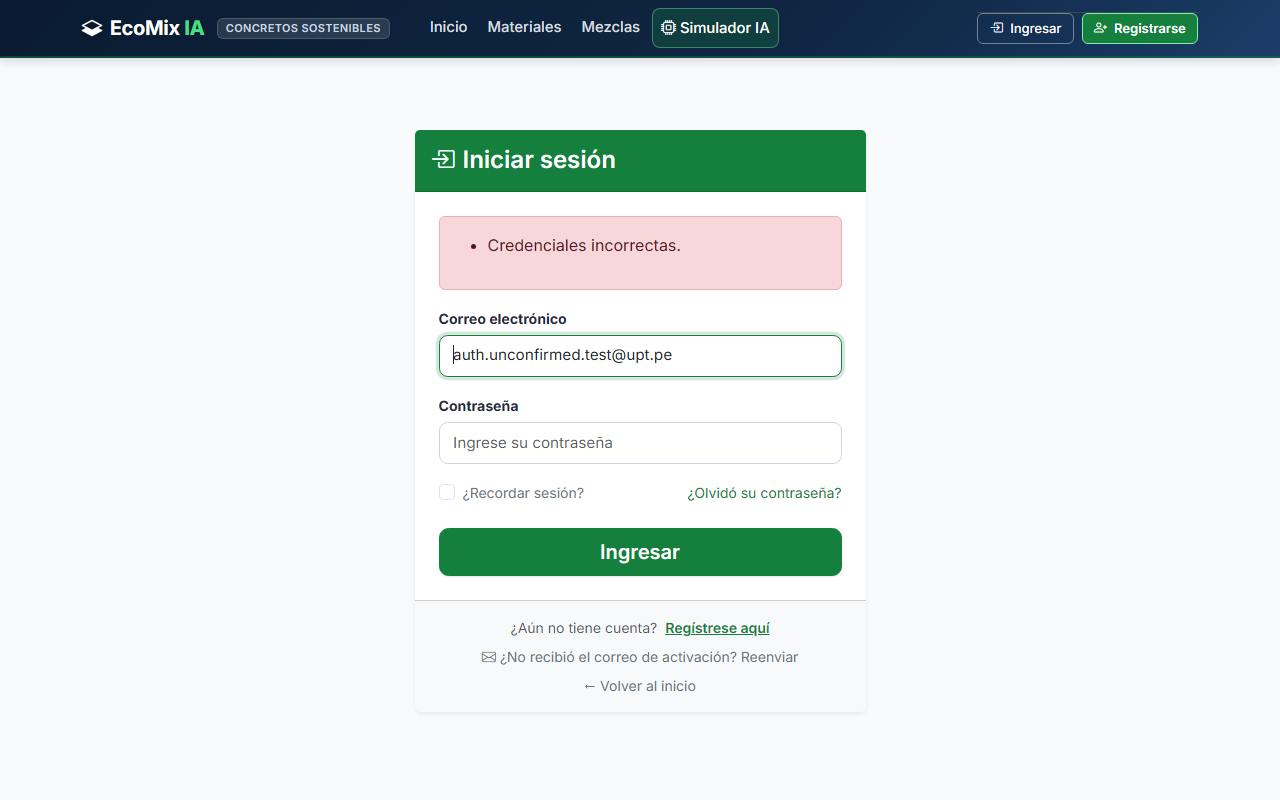 EcoMix IA CONCRETOS SOSTENIBLES Inicio Materiales Mezclas Simulador IA Ingresar Registrarse
Iniciar sesión
Credenciales incorrectas.
Correo electrónico
auth.unconfirmed.test@upt.pe
Contraseña
Ingrese su contraseña
¿Recordar sesión? ¿Olvidó su contraseña?
Ingresar
¿Aún no tiene cuenta? Regístrese aquí
¿No recibió el correo de activación? Reenviar
← Volver al inicio